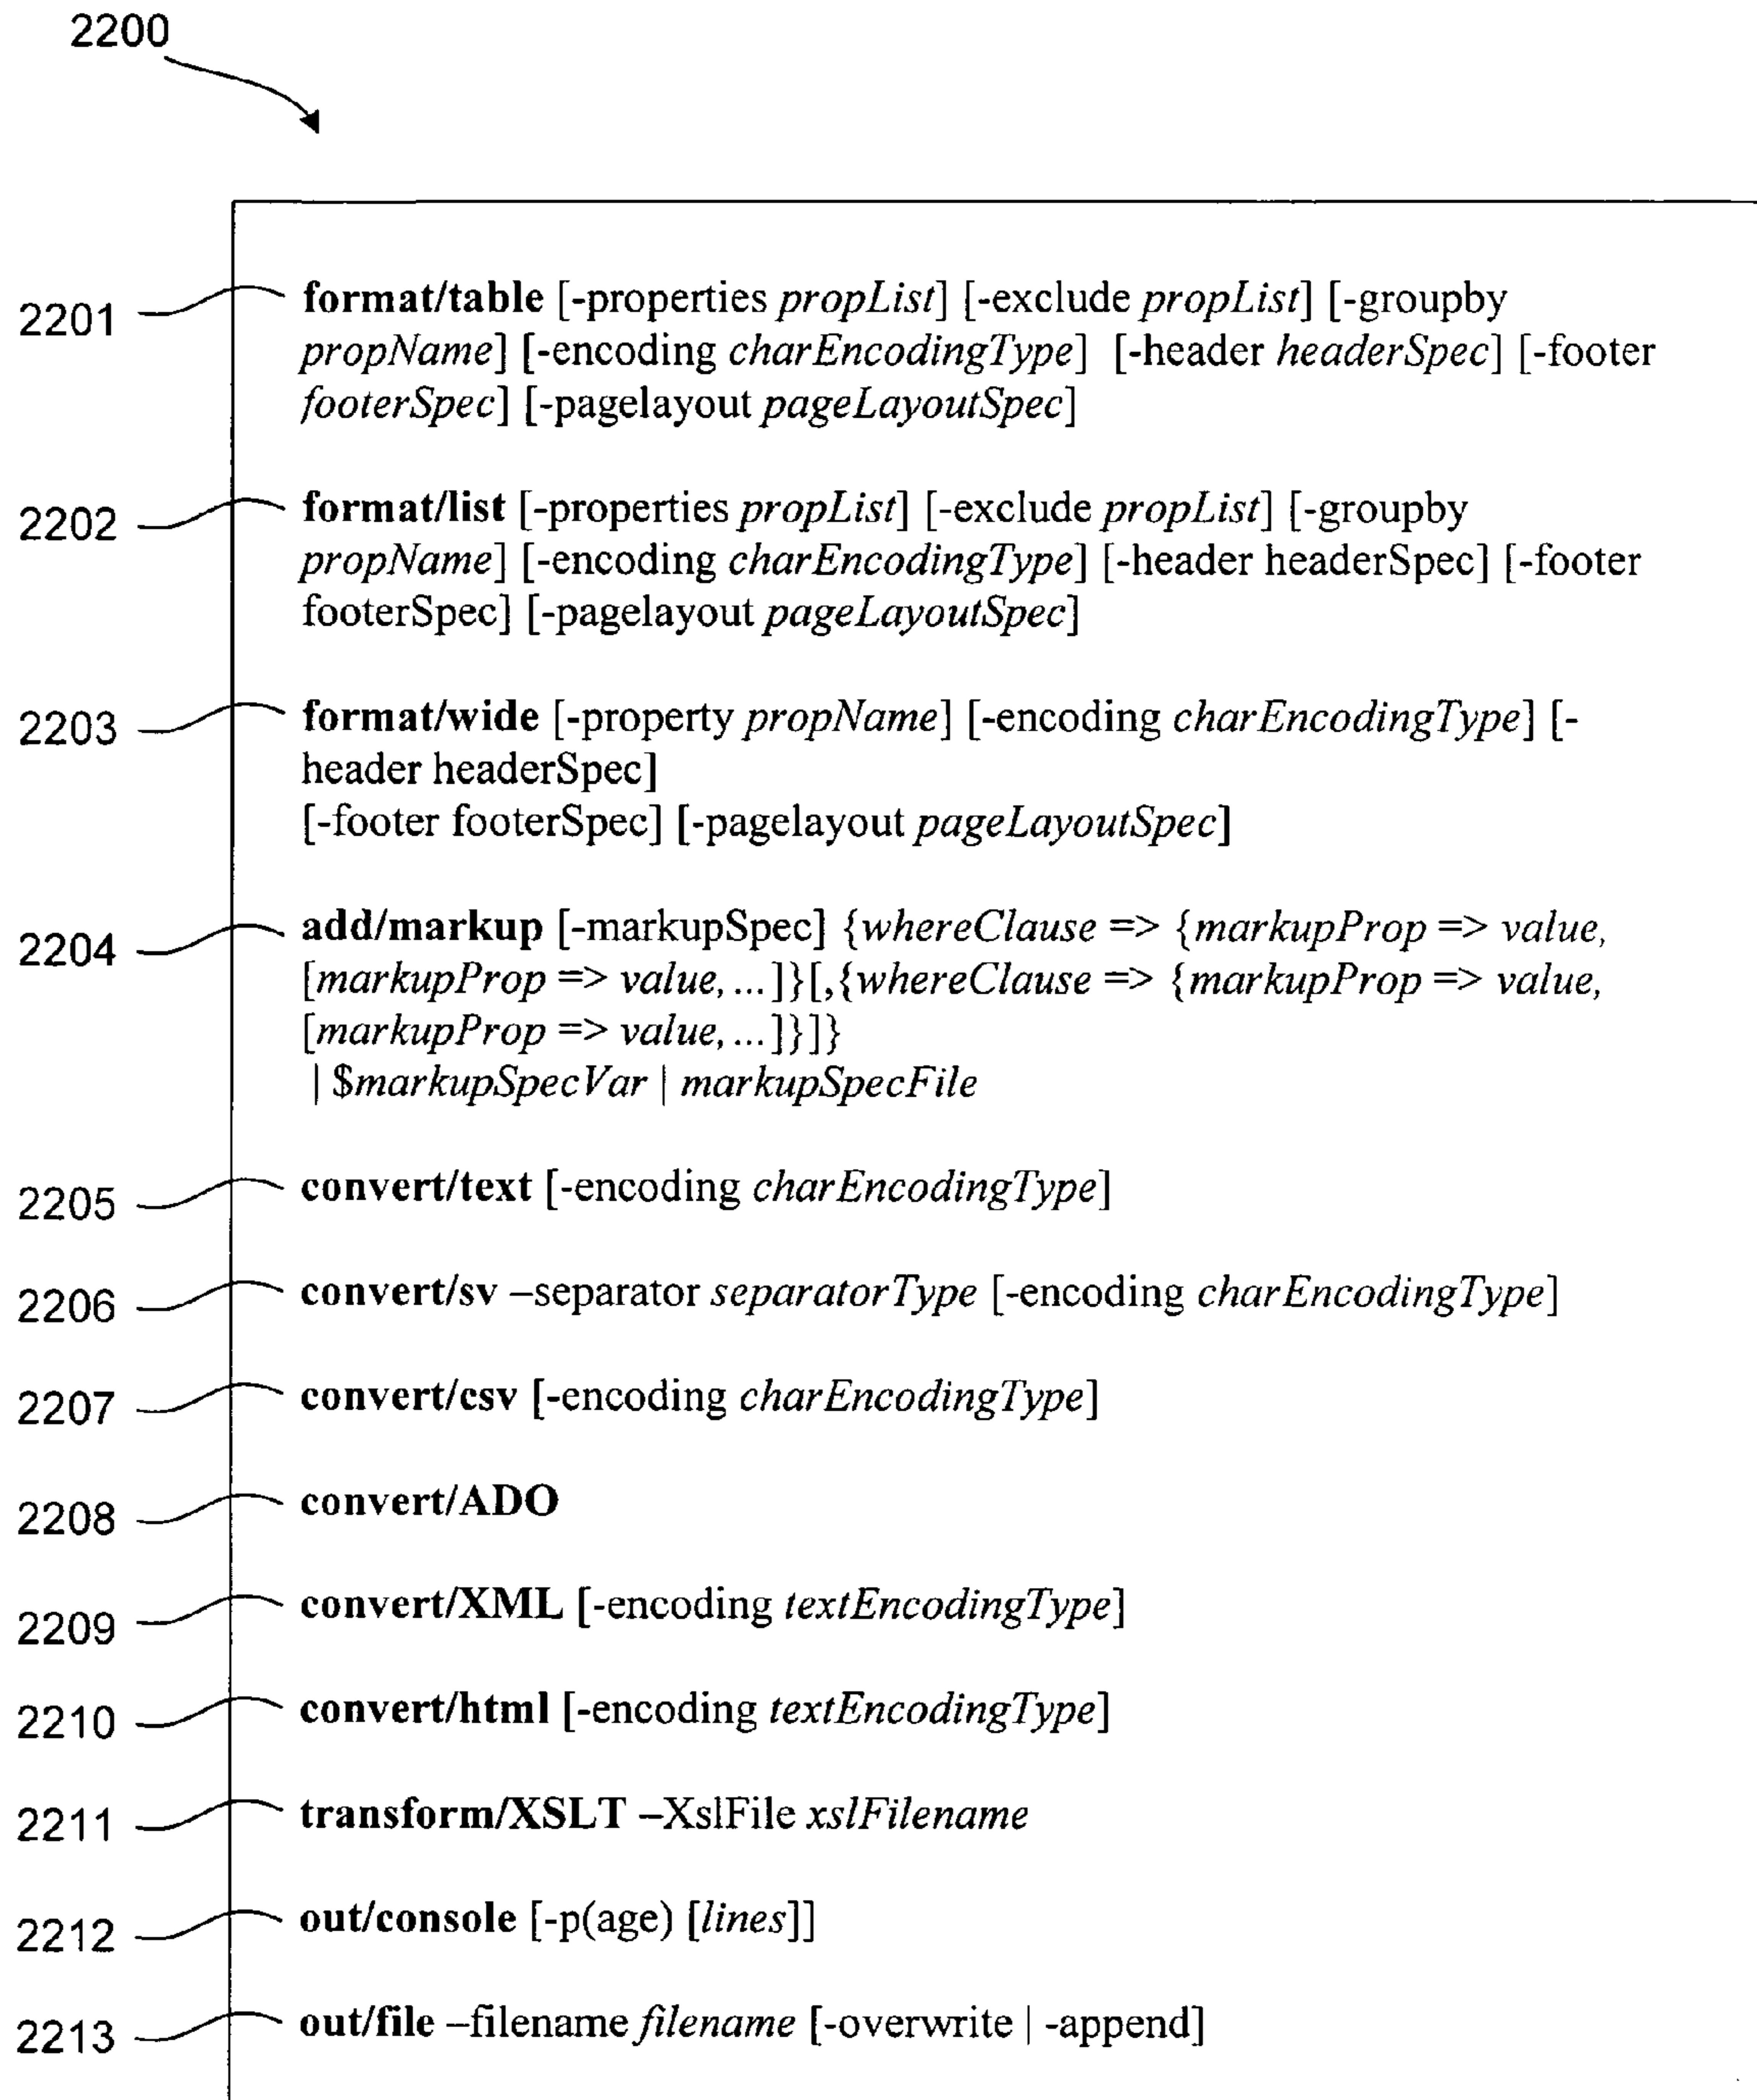 2200
2201 format/table [-properties propList] [-exclude propList] [-groupby
propName] [-encoding charEncodingType] [-header headerSpec] [-footer
footerSpec] [-pagelayout pageLayoutSpec]
2202 format/list [-properties propList] [-exclude propList] [-groupby
propName] [-encoding charEncodingType] [-header headerSpec] [-footer
footerSpec] [-pagelayout pageLayoutSpec]
2203 format/wide [-property propName] [-encoding charEncodingType] [-
header headerSpec]
[-footer footerSpec] [-pagelayout pageLayoutSpec]
2204 add/markup [-markupSpec] {whereClause => {markupProp => value,
[markupProp => value, ...]}[,{whereClause => {markupProp => value,
[markupProp => value, ...]}]}
| $markupSpecVar | markupSpecFile
2205 convert/text [-encoding charEncodingType]
2206 convert/sv –separator separatorType [-encoding charEncodingType]
2207 convert/csv [-encoding charEncodingType]
2208 convert/ADO
2209 convert/XML [-encoding textEncodingType]
2210 convert/html [-encoding textEncodingType]
2211 transform/XSLT –XslFile xslFilename
2212 out/console [-p(age) [lines]]
2213 out/file –filename filename [-overwrite | -append]